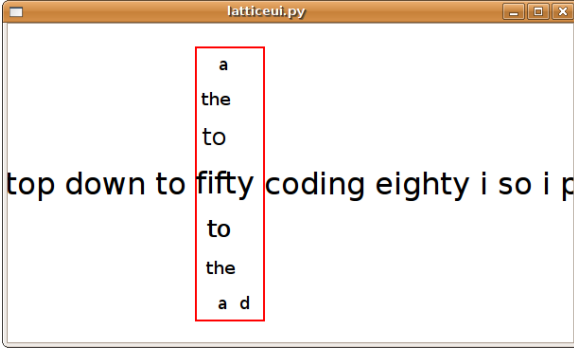 latticeui.py
a
the
to
top down to fifty coding eighty i so i p
to
the
a d